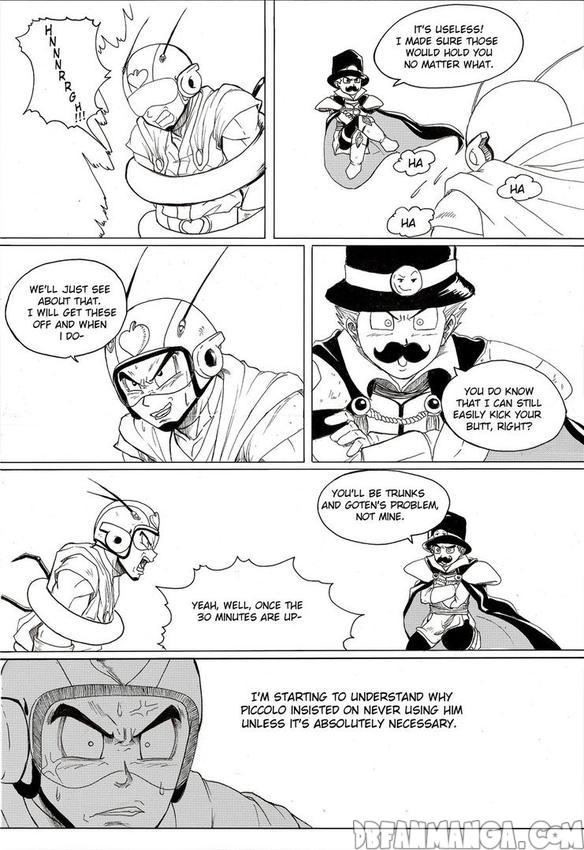 HNNNRRGH!!!
IT'S USELESS!
I MADE SURE THOSE
WOULD HOLD YOU
NO MATTER WHAT.
HA
HA
HA
WE'LL JUST SEE
ABOUT THAT.
I WILL GET THESE
OFF AND WHEN
I DO-
YOU DO KNOW
THAT I CAN STILL
EASILY KICK YOUR
BUTT, RIGHT?
YOU'LL BE TRUNKS
AND GOTEN'S PROBLEM,
NOT MINE.
YEAH, WELL, ONCE THE
30 MINUTES ARE UP-
I'M STARTING TO UNDERSTAND WHY
PICCOLO INSISTED ON NEVER USING HIM
UNLESS IT'S ABSOLUTELY NECESSARY.
DBFANMANGA.COM